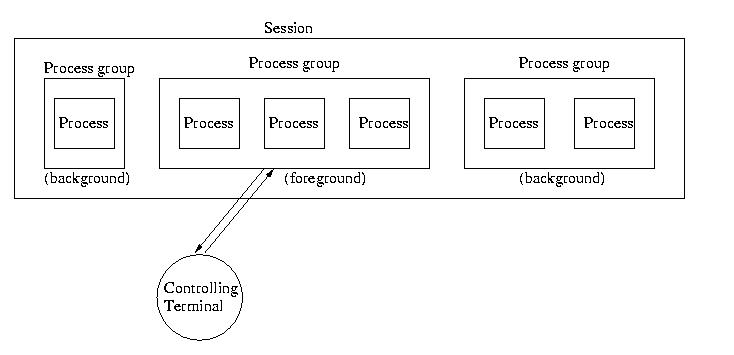 Session
Process group
Process group
Process group
Process
Process
Process
Process
Process
Process
(background)
(foreground)
(background)
Controlling
Terminal